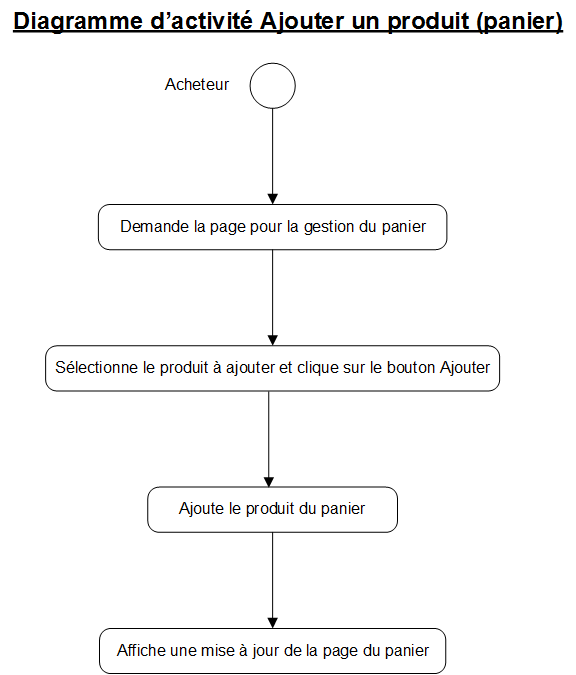 Diagramme d’activité Ajouter un produit (panier)
Acheteur
Demande la page pour la gestion du panier
Sélectionne le produit à ajouter et clique sur le bouton Ajouter
Ajoute le produit du panier
Affiche une mise à jour de la page du panier